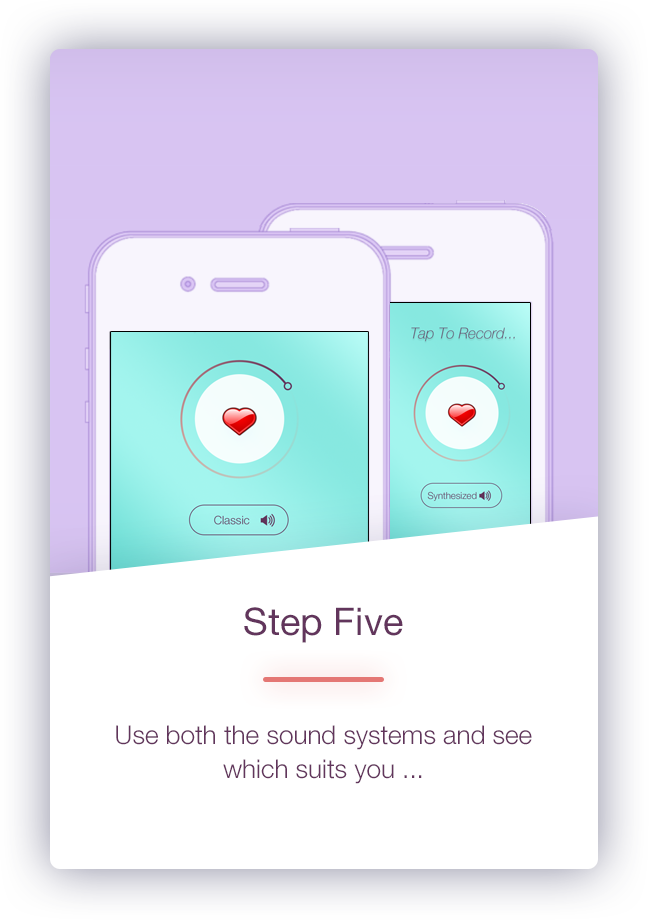 Tap To Record...
Classic
Synthesized
Step Five
Use both the sound systems and see
which suits you ...